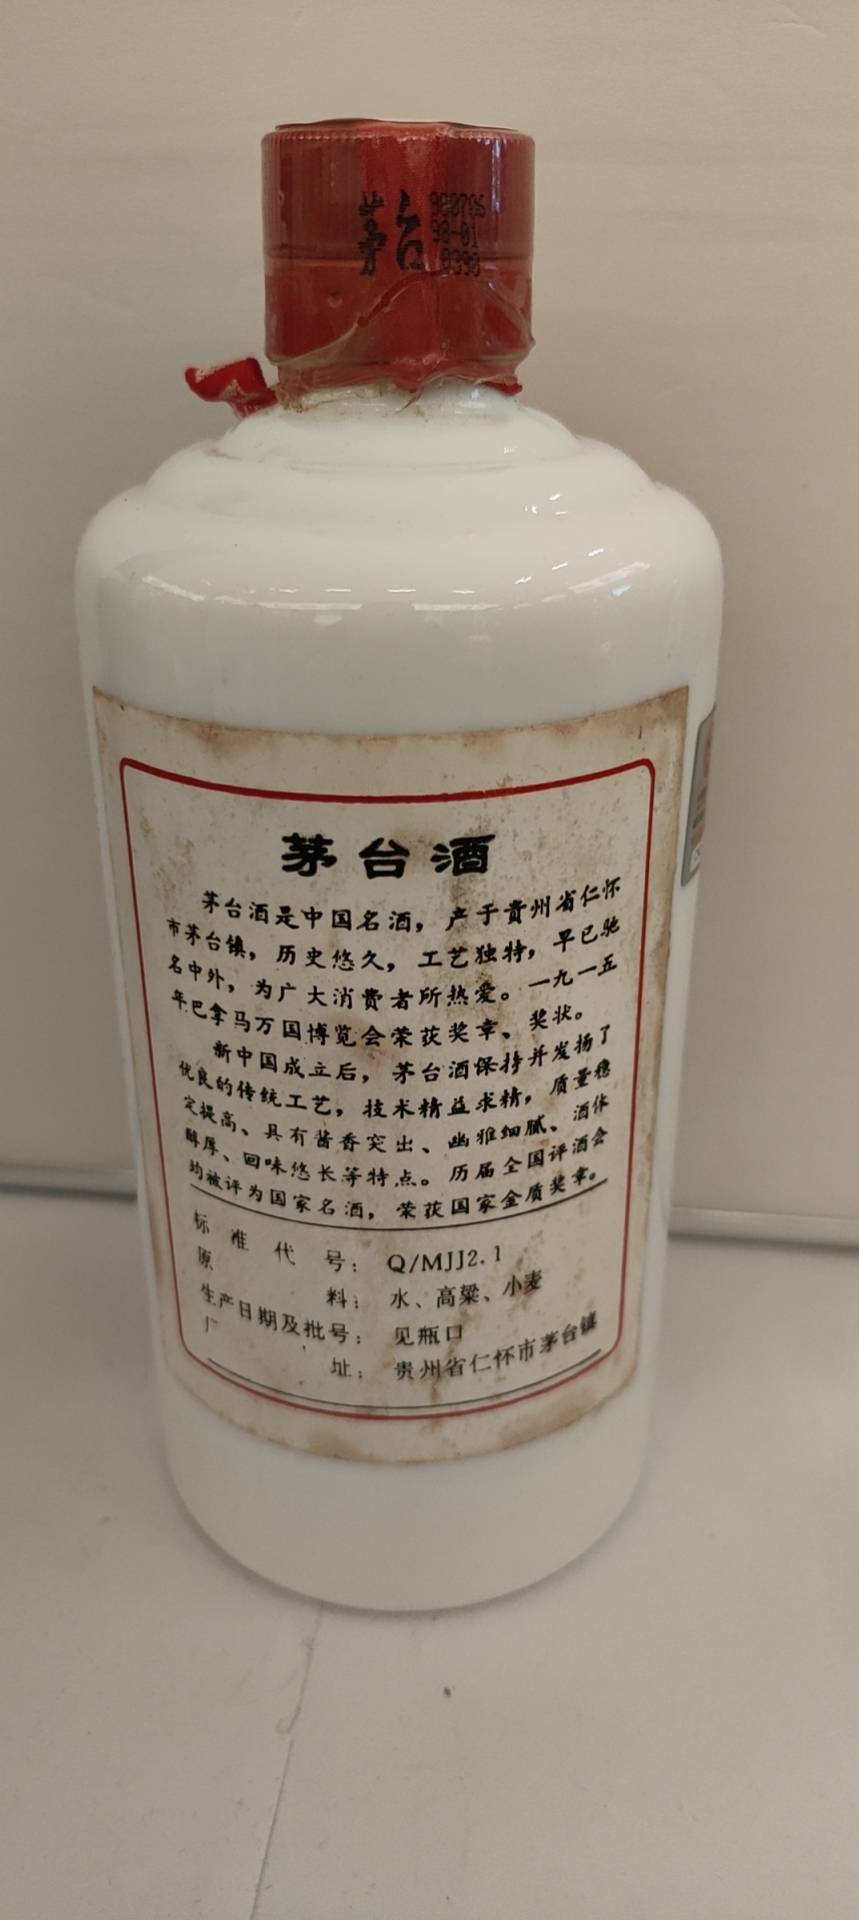 茅台
980706
98-01
0390
茅台酒
茅台酒是中国名酒，产于贵州省仁怀
市茅台镇，历史悠久，工艺独特，早已驰
名中外，为广大消费者所热爱。一九一五
年巴拿马万国博览会荣获奖章、奖状。
新中国成立后，茅台酒保持并发扬了
优良的传统工艺，技术精益求精，质量稳
定提高、具有酱香突出、幽雅细腻、酒体
醇厚、回味悠长等特点。历届全国评酒会
均被评为国家名酒，荣获国家金质奖章。
标准代号：Q/MJJ2.1
原料：水、高粱、小麦
生产日期及批号：见瓶口
厂址：贵州省仁怀市茅台镇